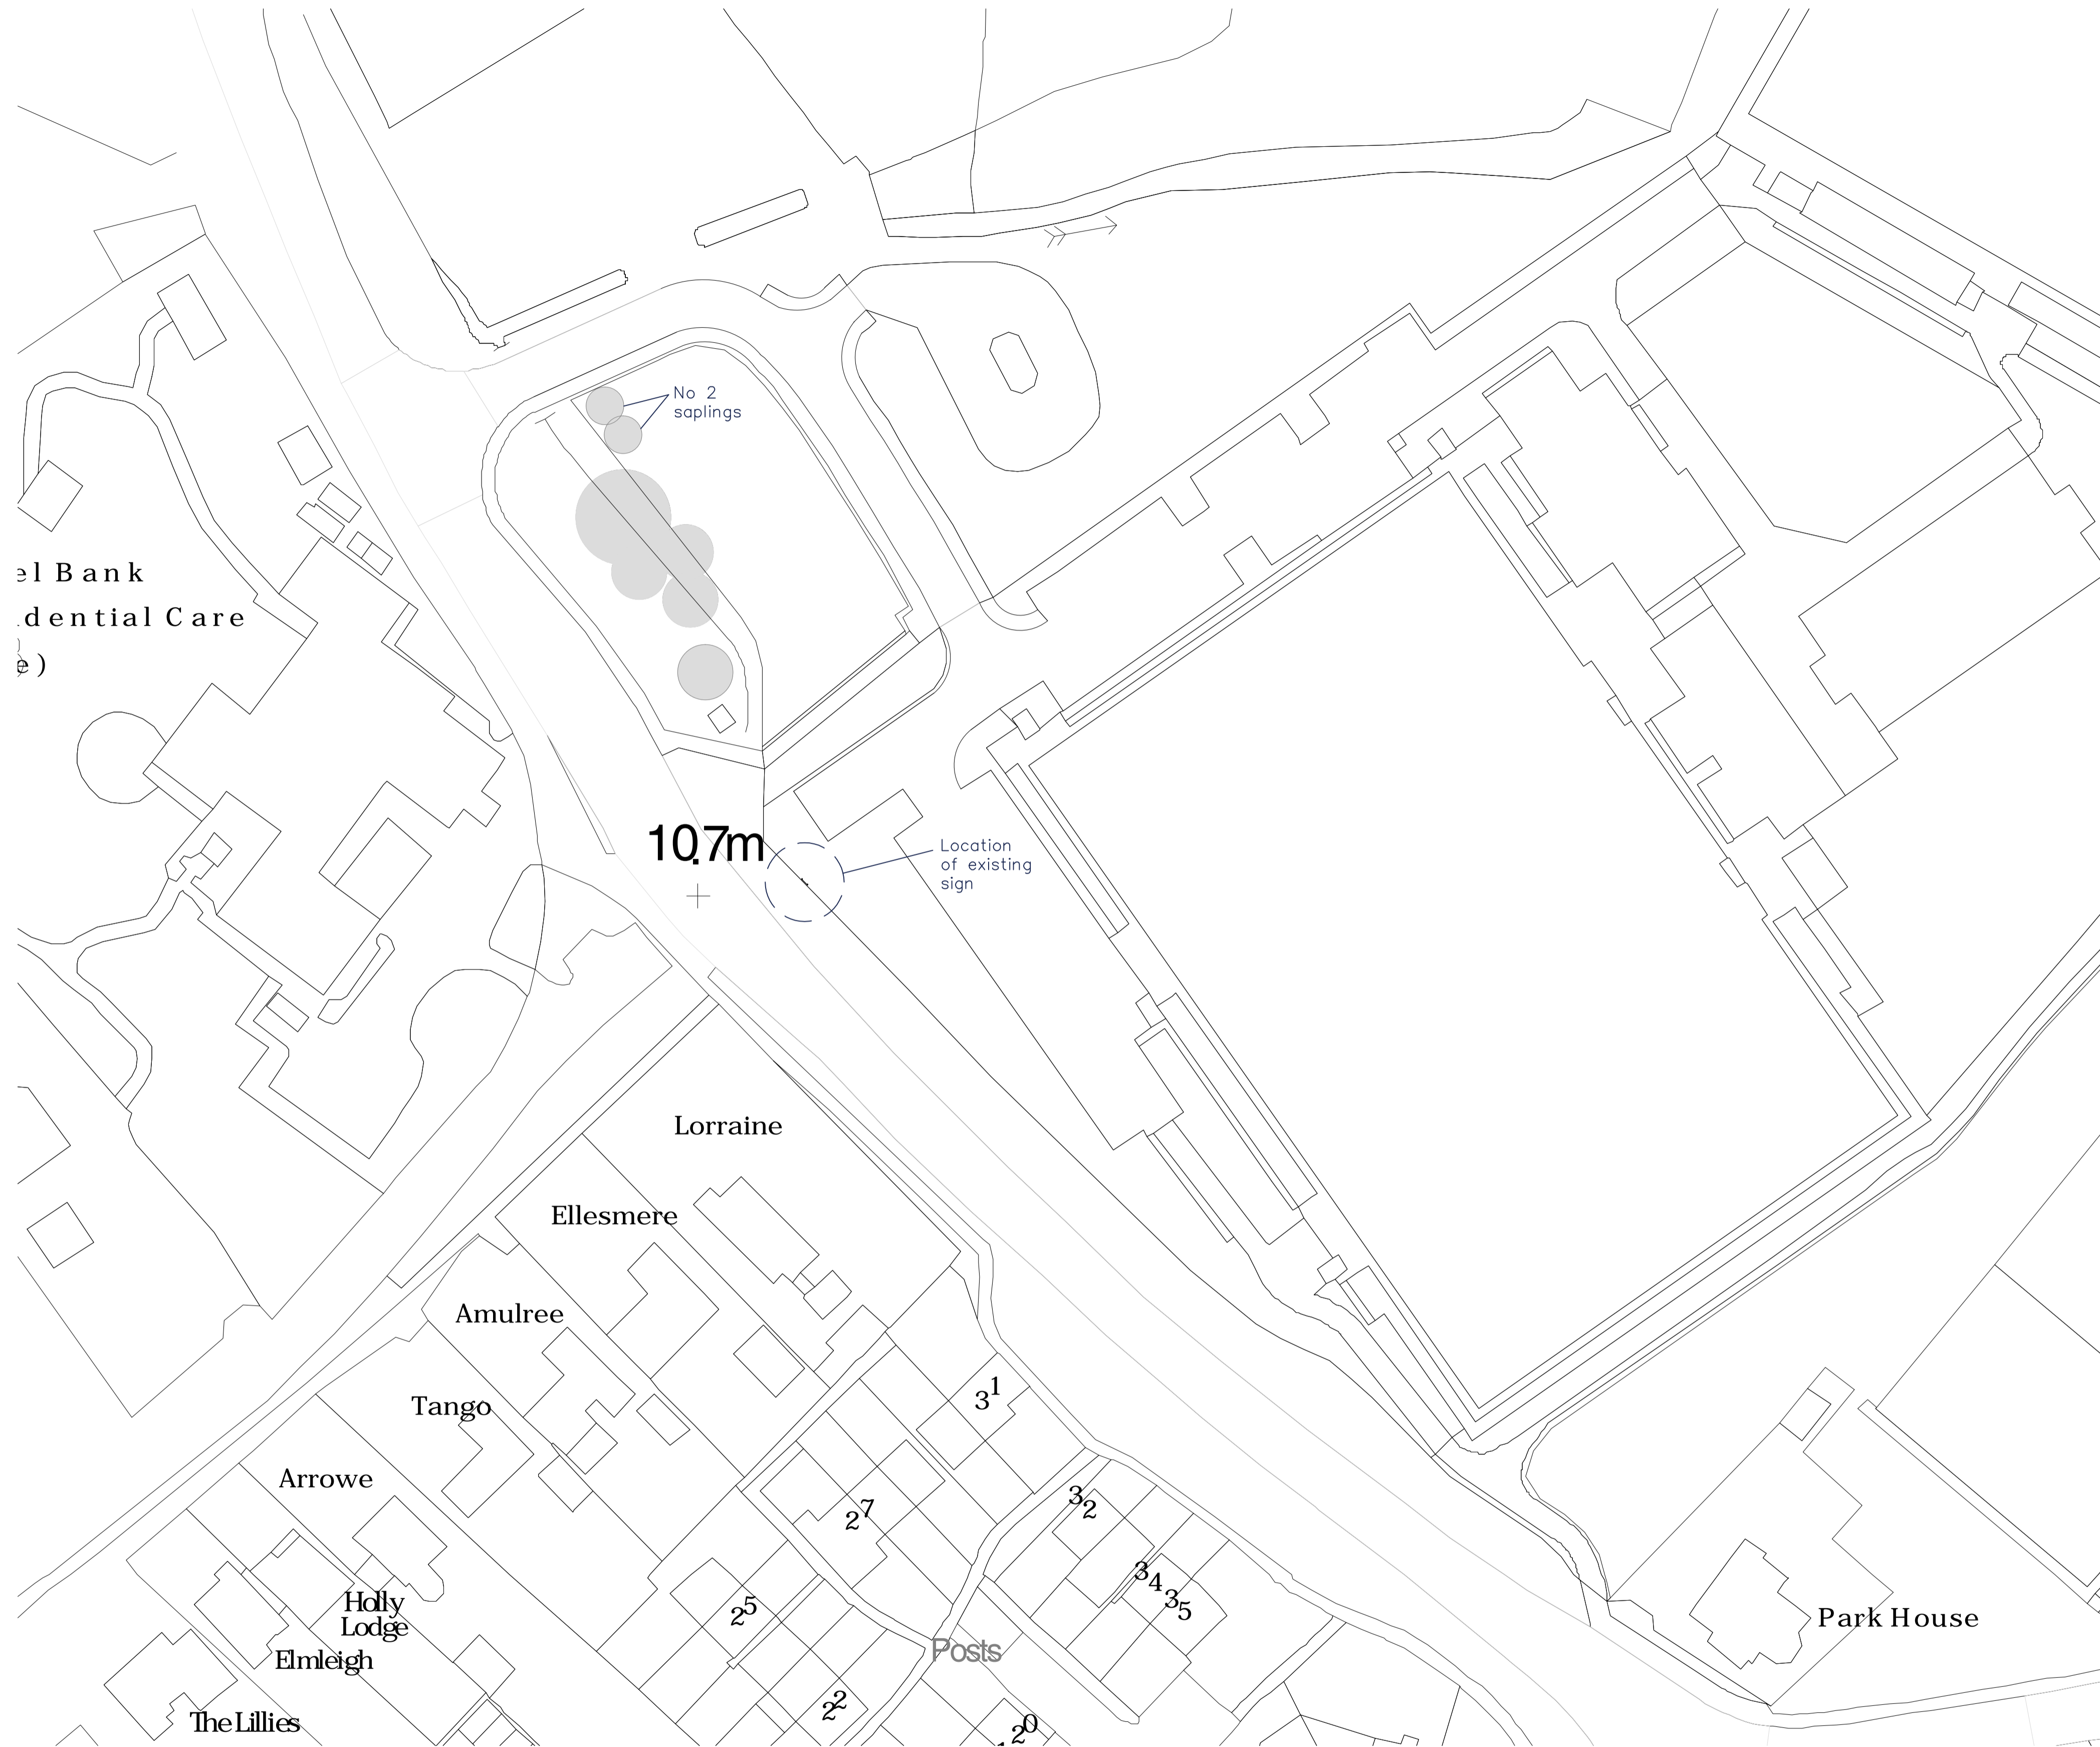 No 2
saplings
el Bank
dential Care
e)
10.7m
Location
of existing
sign
Lorraine
Ellesmere
Amulree
Tango
31
Arrowe
32
27
34
35
Holly
Lodge
25
Park House
Posts
Elmleigh
22
The Lillies
20